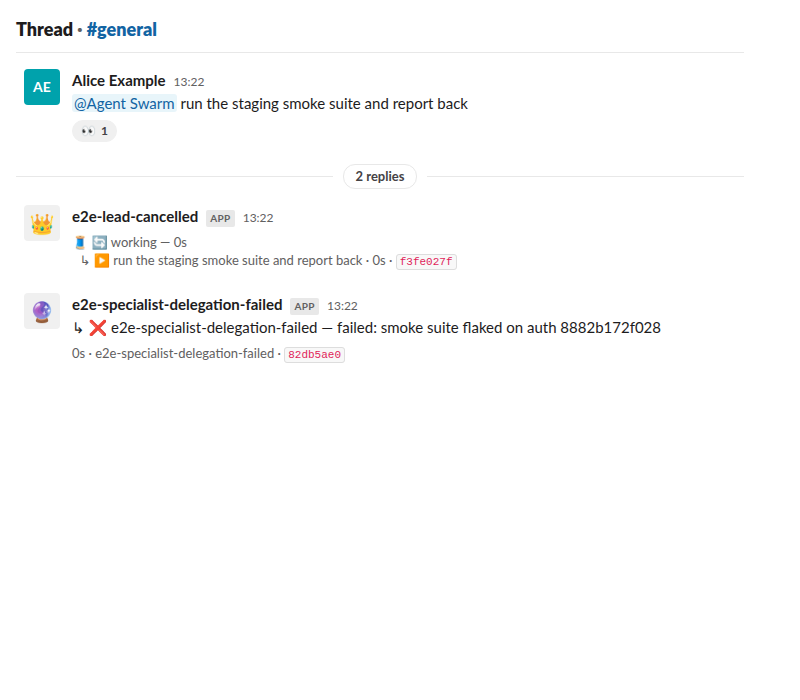 Thread • #general
AE
Alice Example 13:22
@Agent Swarm run the staging smoke suite and report back
👀 1
2 replies
e2e-lead-cancelled APP 13:22
🧵 🔄 working — 0s
↳ ▶️ run the staging smoke suite and report back · 0s · f3fe027f
e2e-specialist-delegation-failed APP 13:22
↳ ❌ e2e-specialist-delegation-failed — failed: smoke suite flaked on auth 8882b172f028
0s · e2e-specialist-delegation-failed · 82db5ae0